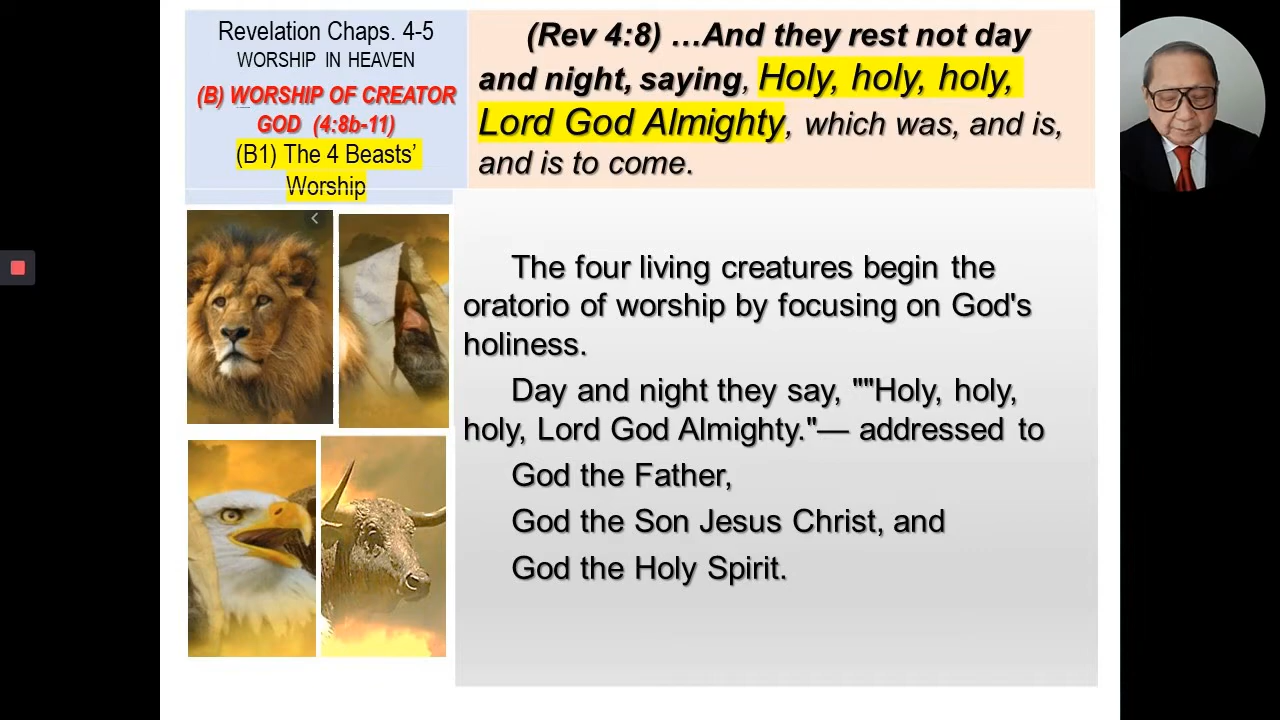 Revelation Chaps. 4-5
WORSHIP IN HEAVEN
(B) WORSHIP OF CREATOR
GOD (4:8b-11)
(B1) The 4 Beasts’
Worship
(Rev 4:8) …And they rest not day
and night, saying, Holy, holy, holy,
Lord God Almighty, which was, and is,
and is to come.
The four living creatures begin the
oratorio of worship by focusing on God's
holiness.
Day and night they say, ""Holy, holy,
holy, Lord God Almighty."— addressed to
God the Father,
God the Son Jesus Christ, and
God the Holy Spirit.